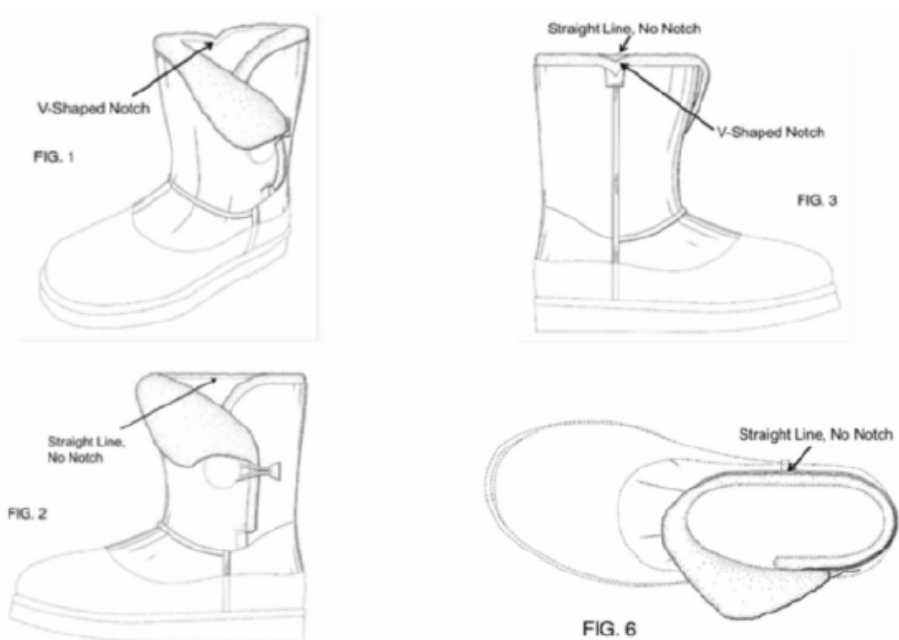 V-Shaped Notch
FIG. 1
Straight Line, No Notch
V-Shaped Notch
FIG. 3
Straight Line,
No Notch
FIG. 2
Straight Line, No Notch
FIG. 6